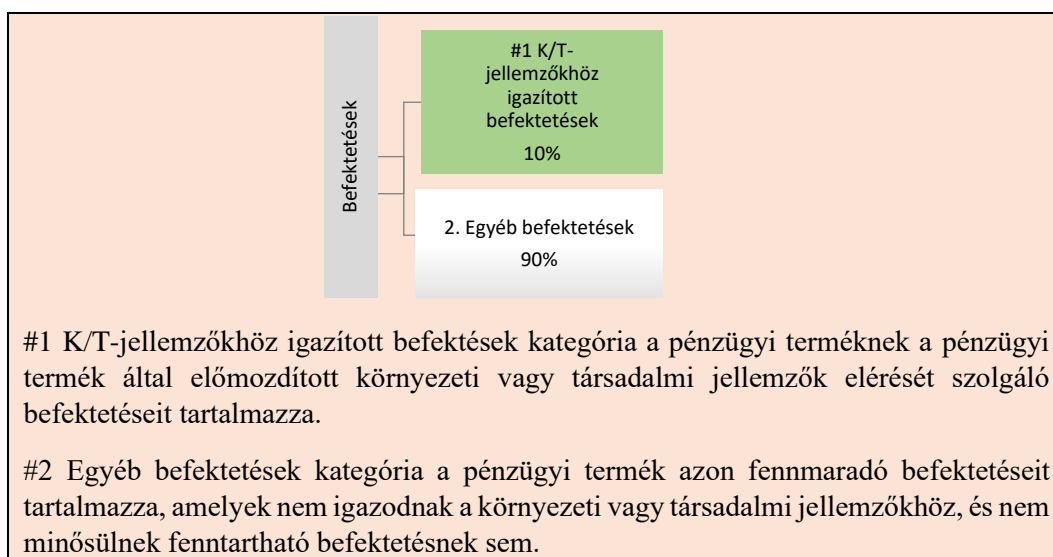 Befektetések
#1 K/T-
jellemzőkhöz
igazított
befektetések
10%
2. Egyéb befektetések
90%
#1 K/T-jellemzőkhöz igazított befektések kategória a pénzügyi terméknek a pénzügyi
termék által előmozdított környezeti vagy társadalmi jellemzők elérését szolgáló
befektetéseit tartalmazza.
#2 Egyéb befektetések kategória a pénzügyi termék azon fennmaradó befektetéseit
tartalmazza, amelyek nem igazodnak a környezeti vagy társadalmi jellemzőkhöz, és nem
minősülnek fenntartható befektetésnek sem.